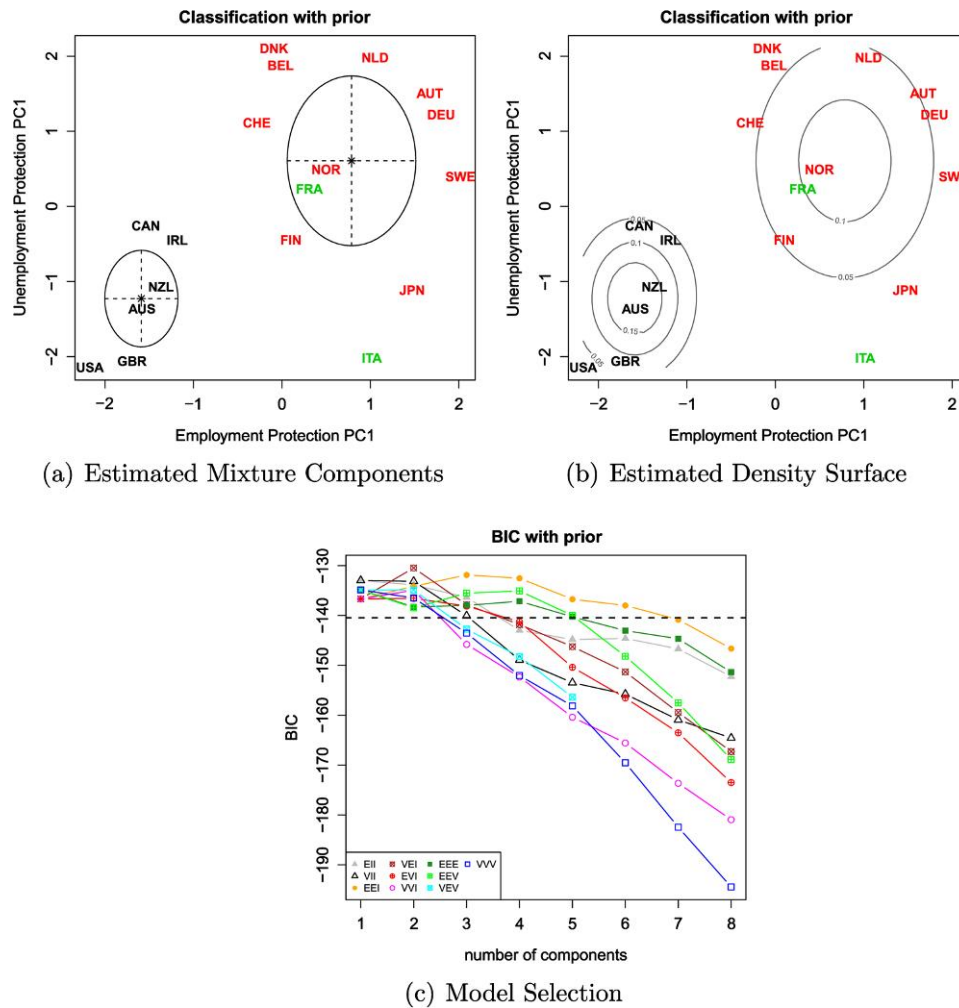 Classification with prior
Unemployment Protection PC1
2
1
0
−1
−2
DNK
BEL
NLD
AUT
DEU
CHE
NOR
SWE
FRA
CAN
IRL
FIN
NZL
AUS
JPN
GBR
USA
ITA
−2 −1 0 1 2
Employment Protection PC1
(a) Estimated Mixture Components
Classification with prior
Unemployment Protection PC1
2
1
0
−1
−2
DNK
BEL
NLD
AUT
DEU
CHE
NOR
SW
FRA
0.1
0.05
CAN
IRL
FIN
0.1
0.05
NZL
JPN
AUS
0.15
GBR
USA
0.05
ITA
−2 −1 0 1 2
Employment Protection PC1
(b) Estimated Density Surface
BIC with prior
BIC
−130
−140
−150
−160
−170
−180
−190
EII VEI EEE VVV
VII EVI EEV
EEI VVI VEV
1 2 3 4 5 6 7 8
number of components
(c) Model Selection